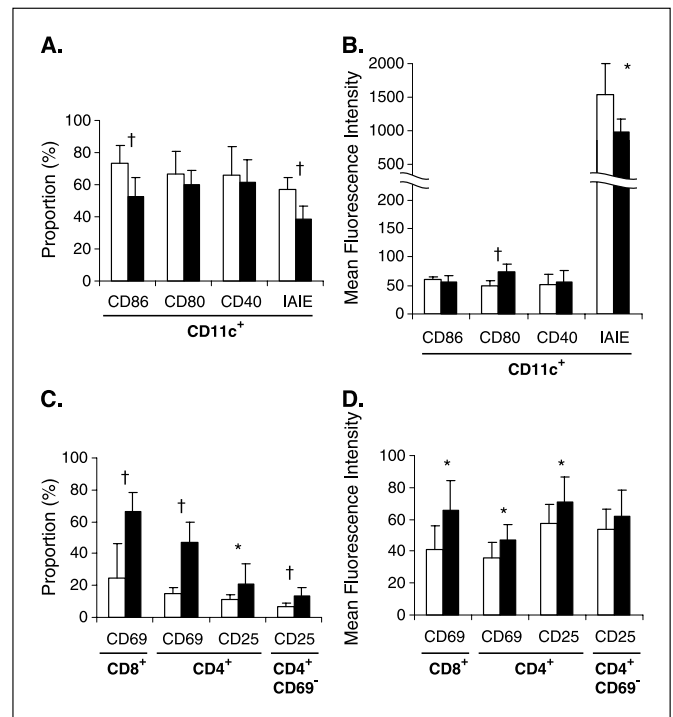 A.
Proportion (%)
100
80
60
40
20
0
†
†
CD86 CD80 CD40 IAIE
CD11c+
B.
Mean Fluorescence Intensity
2000
1500
1000
500
200
150
100
50
0
†
*
CD86 CD80 CD40 IAIE
CD11c+
C.
Proportion (%)
100
80
60
40
20
0
†
†
*
†
CD69 CD69 CD25 CD25
CD8+ CD4+ CD4+
CD69-
D.
Mean Fluorescence Intensity
100
80
60
40
20
0
*
*
*
CD69 CD69 CD25 CD25
CD8+ CD4+ CD4+
CD69-